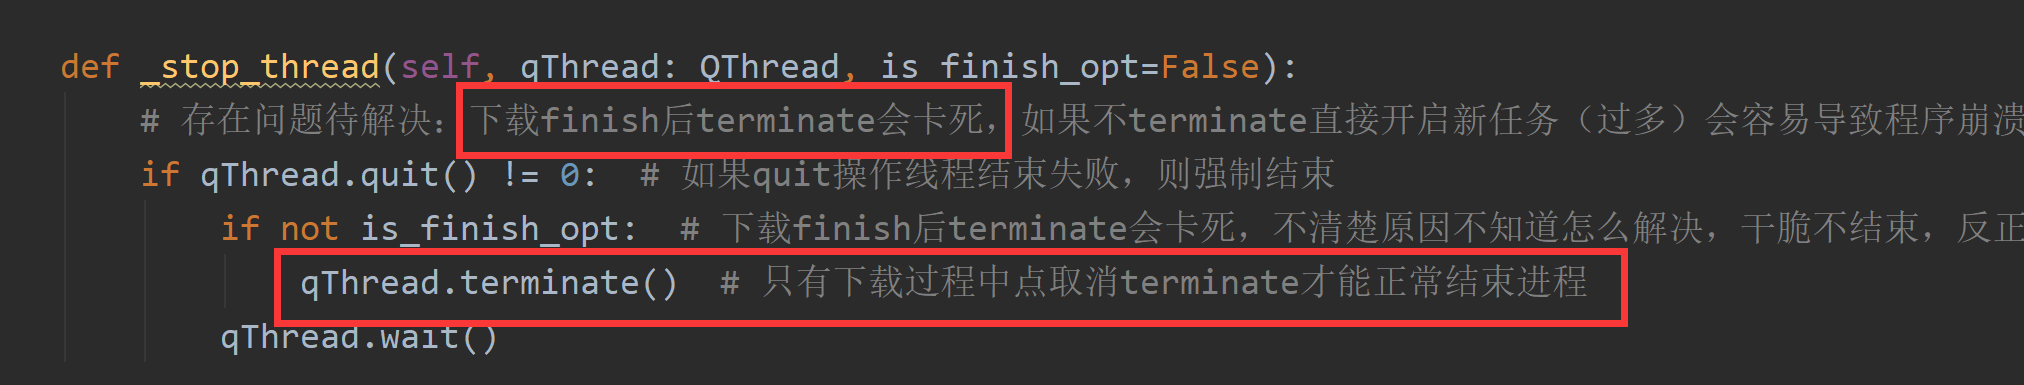 def _stop_thread(self, qThread: QThread, is_finish_opt=False):
# 存在问题待解决：下载finish后terminate会卡死，如果不terminate直接开启新任务（过多）会容易导致程序崩溃
if qThread.quit() != 0:  # 如果quit操作线程结束失败，则强制结束
if not is_finish_opt:  # 下载finish后terminate会卡死，不清楚原因不知道怎么解决，干脆不结束，反正
qThread.terminate()  # 只有下载过程中点取消terminate才能正常结束进程
qThread.wait()